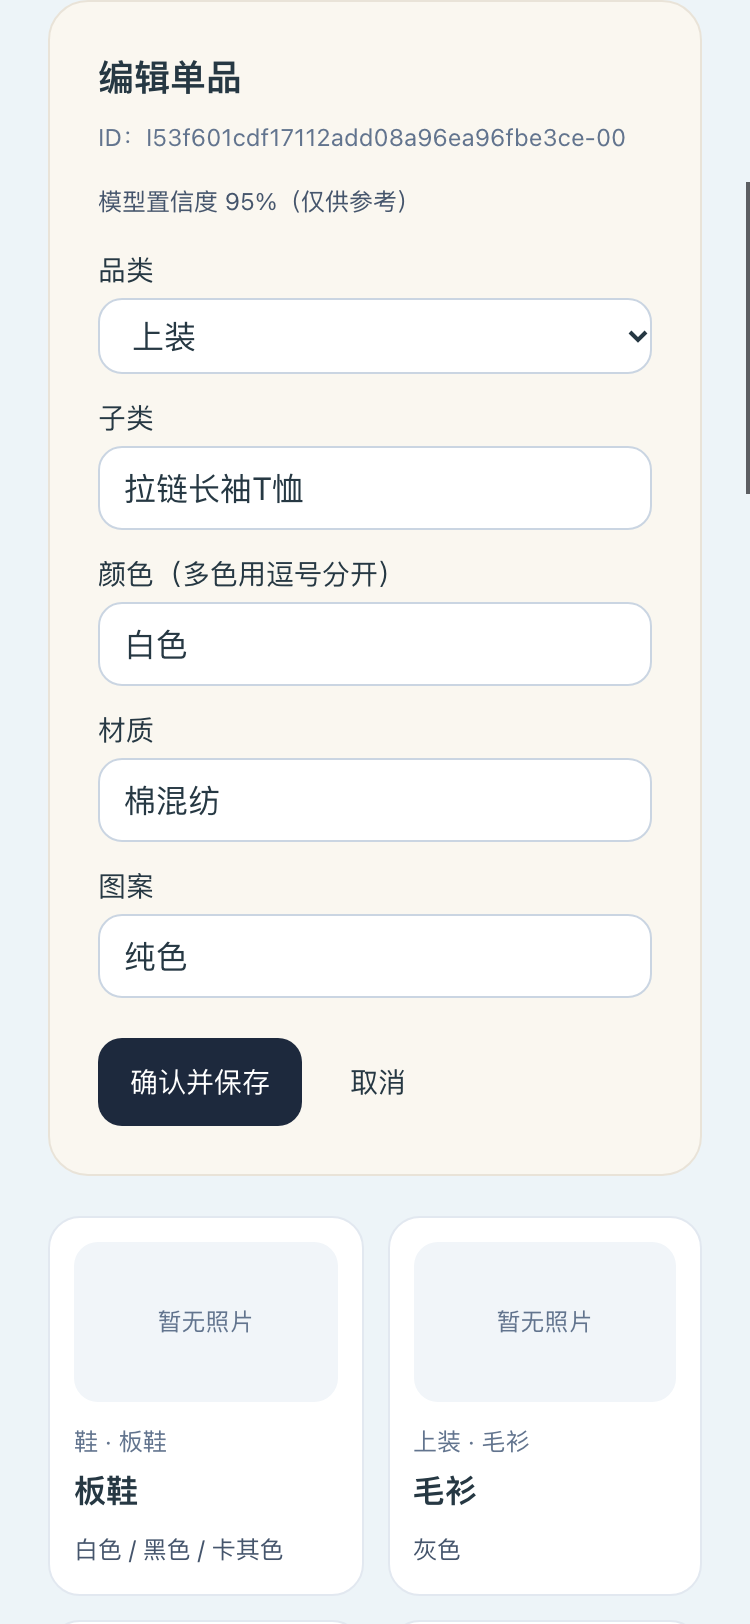 编辑单品
ID：I53f601cdf17112add08a96ea96fbe3ce-00
模型置信度 95%（仅供参考）
品类
上装
子类
拉链长袖T恤
颜色（多色用逗号分开）
白色
材质
棉混纺
图案
纯色
确认并保存
取消
暂无照片
鞋 · 板鞋
板鞋
白色 / 黑色 / 卡其色
暂无照片
上装 · 毛衫
毛衫
灰色